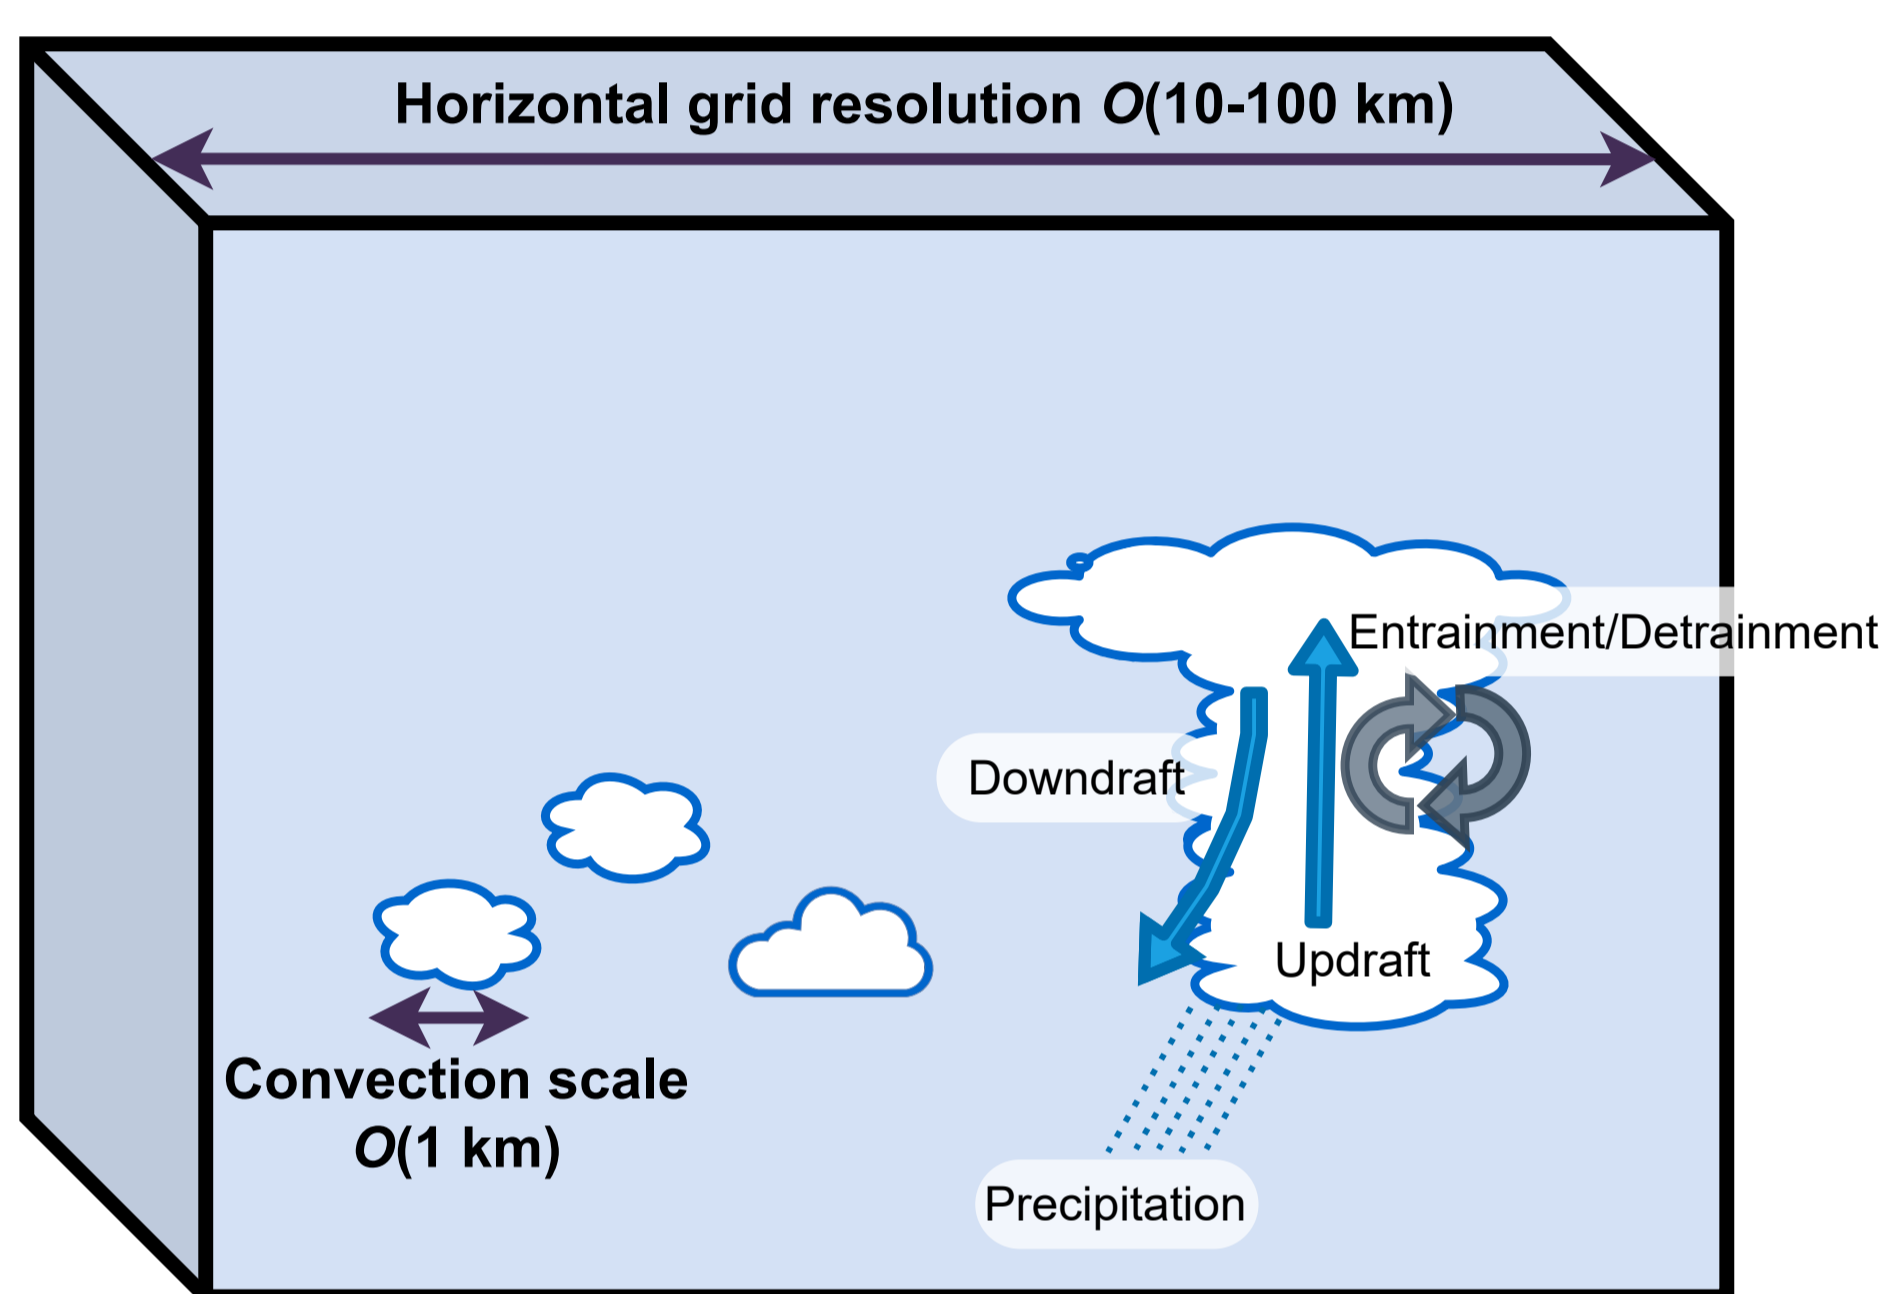 Horizontal grid resolution O(10-100 km)
Entrainment/Detrainment
Downdraft
Updraft
Convection scale
O(1 km)
Precipitation